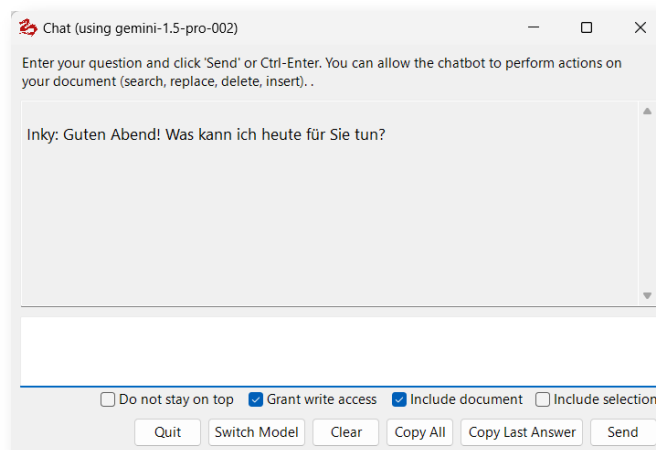 Chat (using gemini-1.5-pro-002)
Enter your question and click 'Send' or Ctrl-Enter. You can allow the chatbot to perform actions on
your document (search, replace, delete, insert). .
Inky: Guten Abend! Was kann ich heute für Sie tun?
Do not stay on top Grant write access Include document Include selection
Quit Switch Model Clear Copy All Copy Last Answer Send